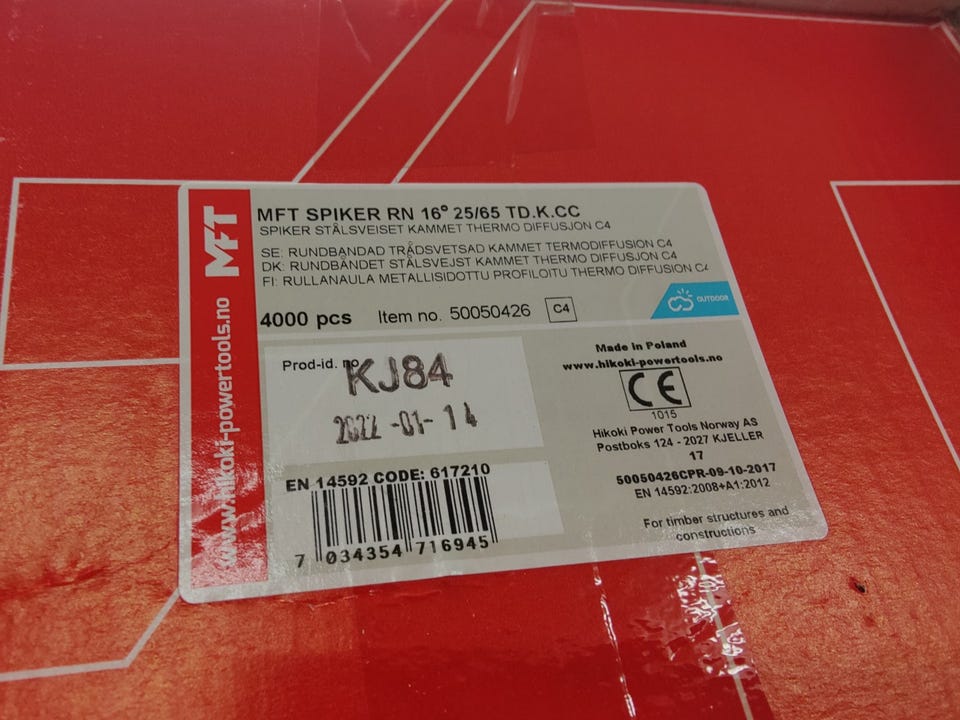 MFT
www.hikoki-powertools.no
MFT SPIKER RN 16° 25/65 TD.K.CC
SPIKER STÅLSVEISET KAMMET THERMO DIFFUSJON C4
SE: RUNDBANDAD TRÅDSVETSAD KAMMET TERMODIFFUSION C4
DK: RUNDBÅNDET STÅLSVEJST KAMMET THERMO DIFFUSJON C4
FI: RULLANAULA METALLISIDOTTU PROFILOITU THERMO DIFFUSION C4
OUTDOOR
4000 pcs Item no. 50050426 C4
Prod-id. no
KJ84
2022 -01- 14
EN 14592 CODE: 617210
7 034354 716945
Made in Poland
www.hikoki-powertools.no
CE
1015
Hikoki Power Tools Norway AS
Postboks 124 - 2027 KJELLER
17
50050426CPR-09-10-2017
EN 14592:2008+A1:2012
For timber structures and
constructions